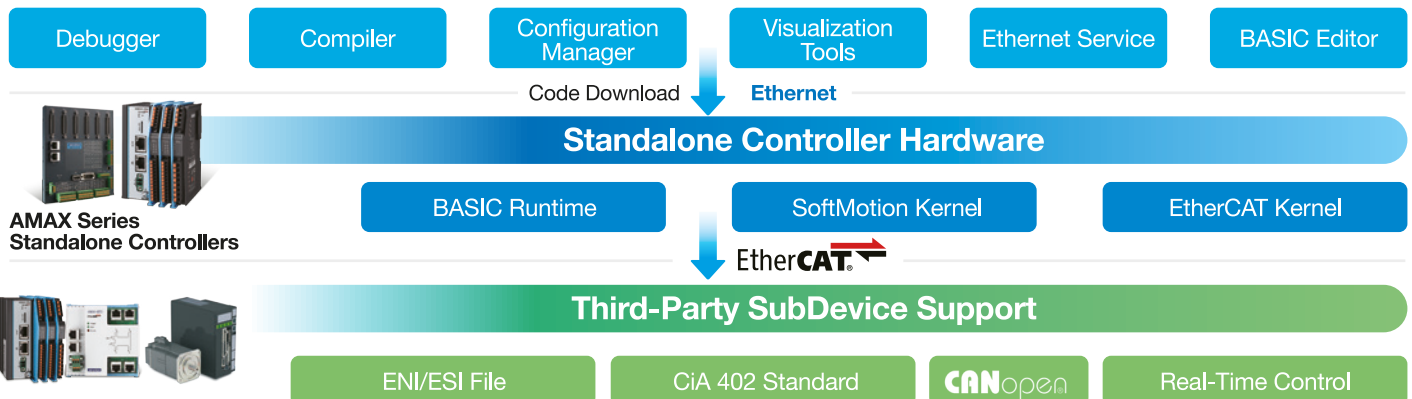 Debugger
Compiler
Configuration
Manager
Visualization
Tools
Ethernet Service
BASIC Editor
Code Download
Ethernet
Standalone Controller Hardware
AMAX Series
Standalone Controllers
BASIC Runtime
SoftMotion Kernel
EtherCAT Kernel
EtherCAT®
Third-Party SubDevice Support
ENI/ESI File
CiA 402 Standard
CANopen
Real-Time Control